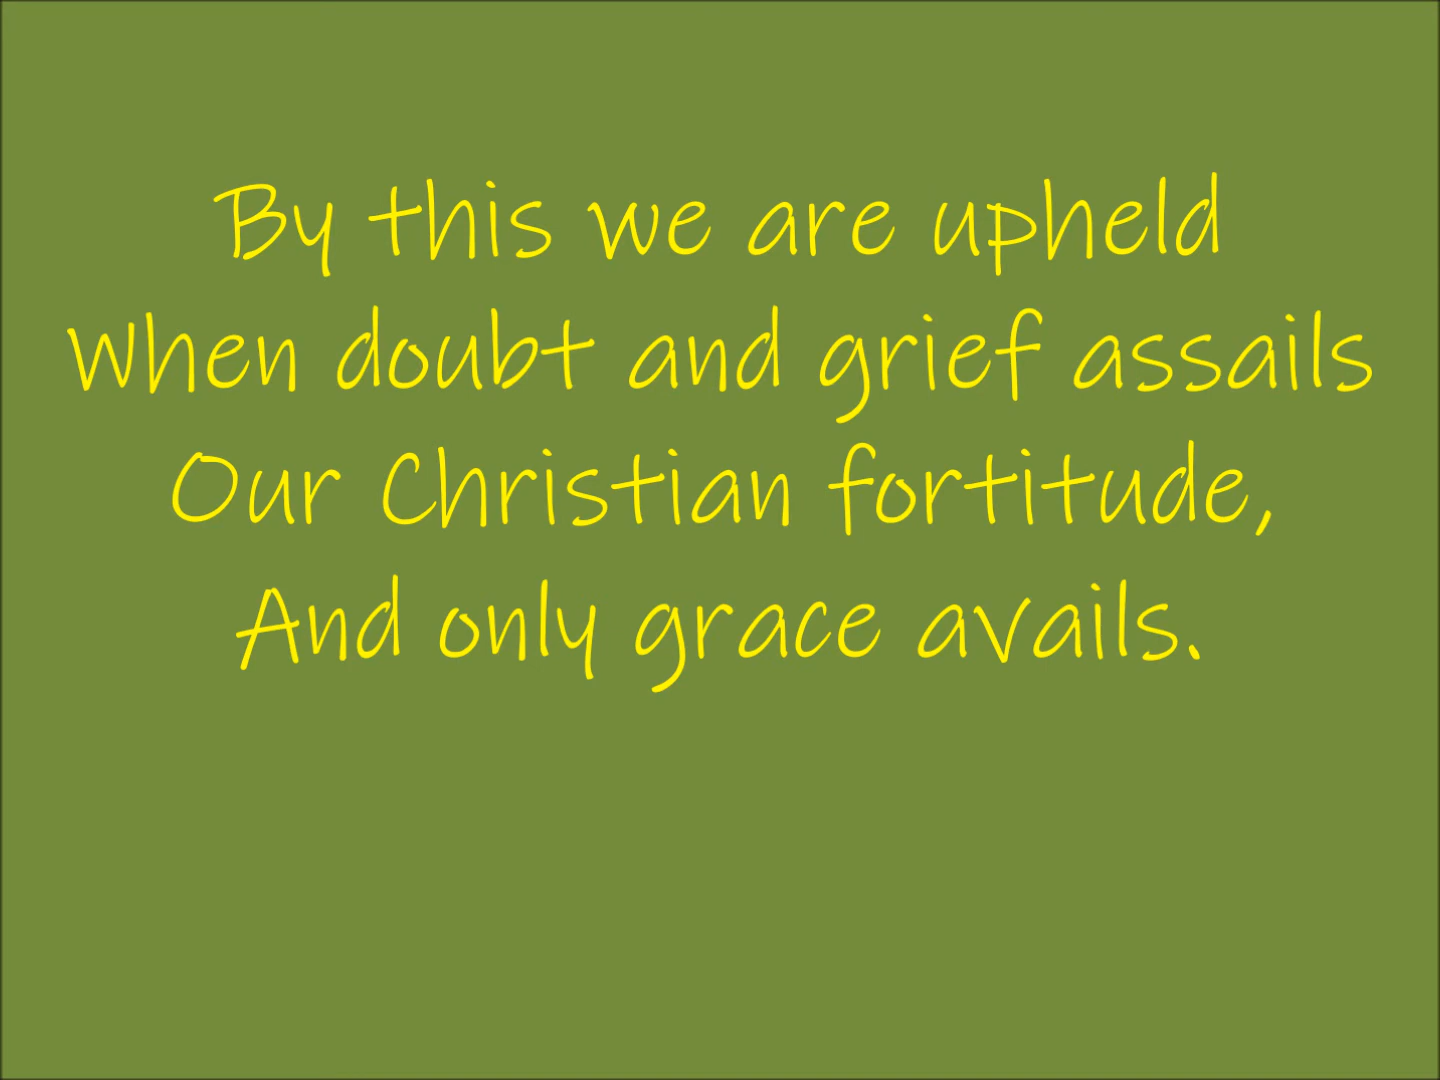 By this we are upheld
When doubt and grief assails
Our Christian fortitude,
And only grace avails.